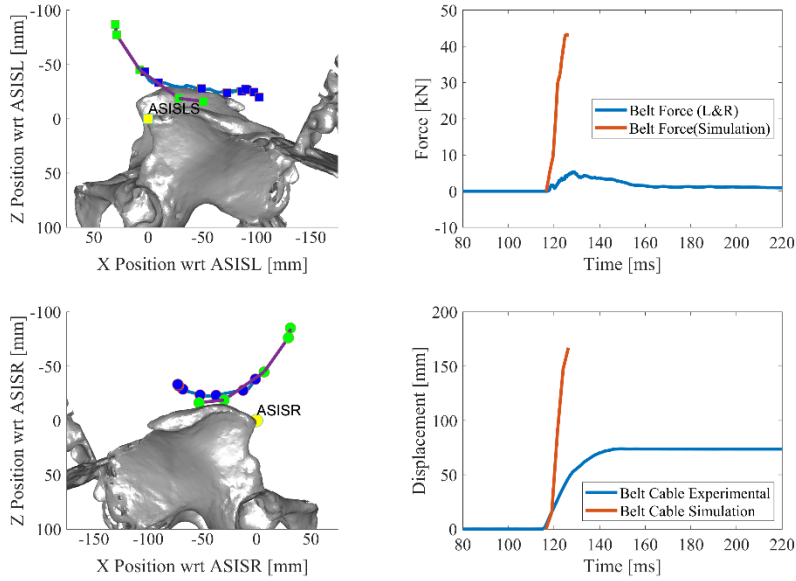 -100
-50
0
50
100
Z Position wrt ASISL [mm]
ASISLS
50 0 -50 -100 -150
X Position wrt ASISL [mm]
50
40
30
20
10
0
-10
Force [kN]
Belt Force (L&R)
Belt Force(Simulation)
80 100 120 140 160 180 200 220
Time [ms]
-100
-50
0
50
100
Z Position wrt ASISR [mm]
ASISR
-150 -100 -50 0 50
X Position wrt ASISR [mm]
200
150
100
50
0
Displacement [mm]
Belt Cable Experimental
Belt Cable Simulation
80 100 120 140 160 180 200 220
Time [ms]